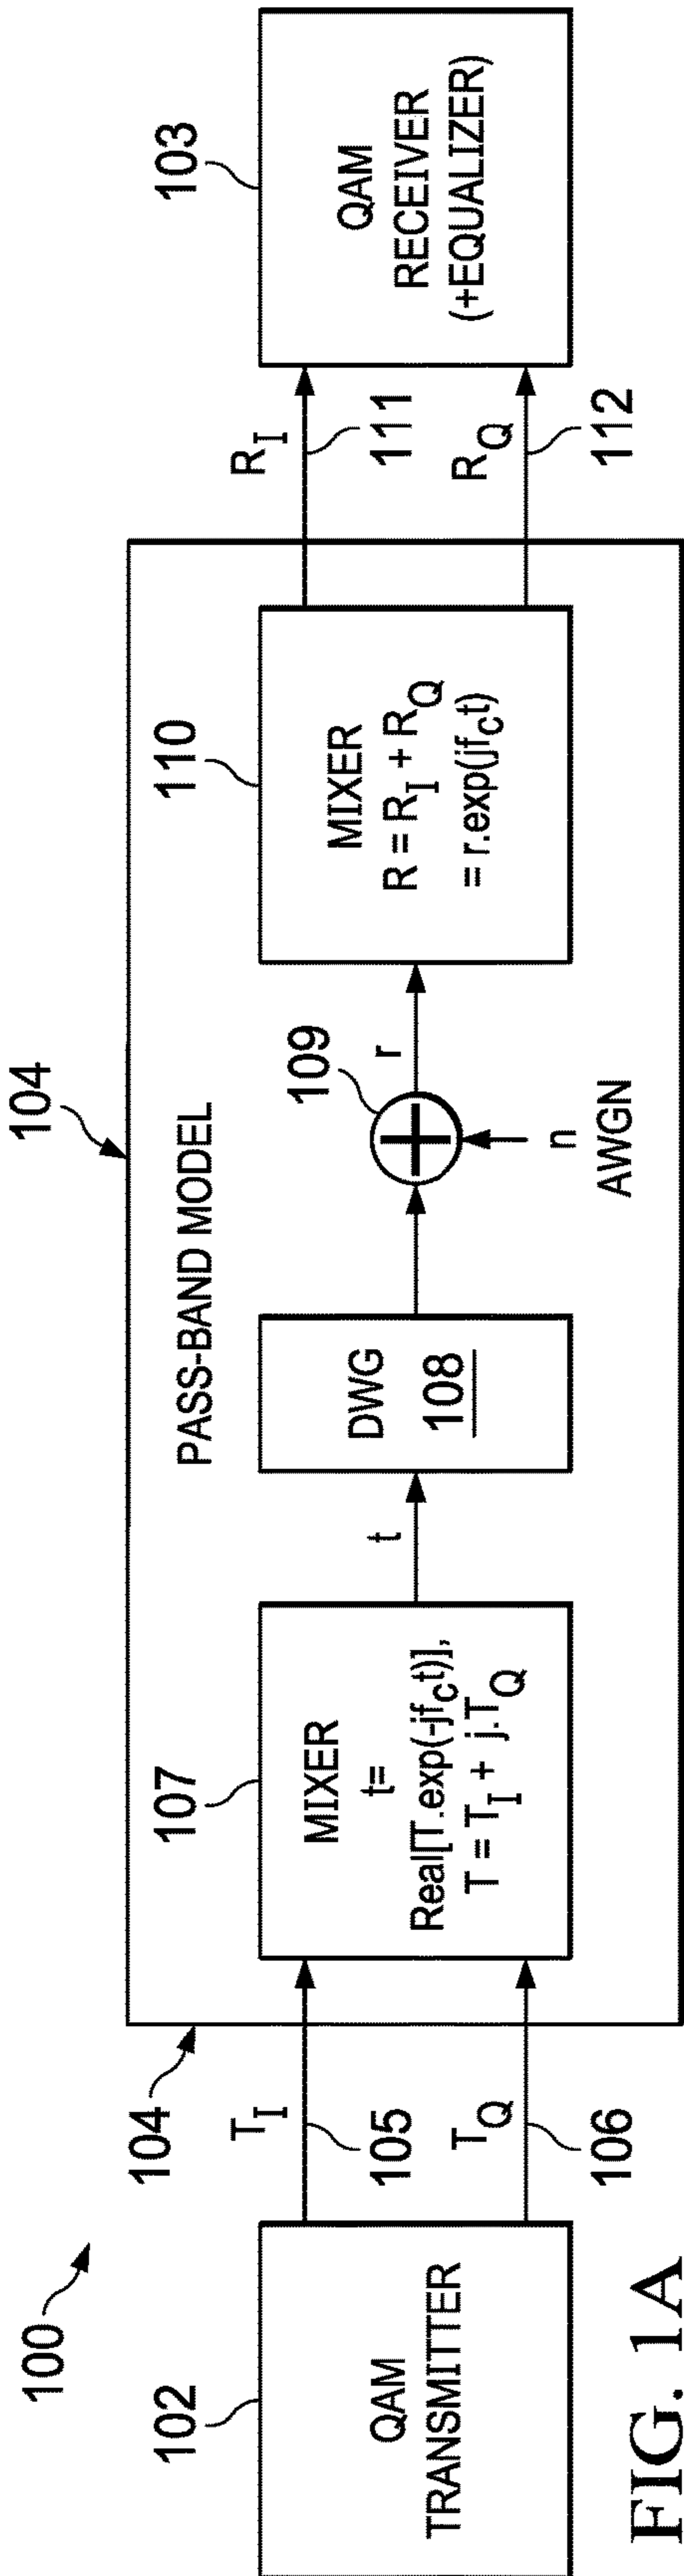 100
104
104
PASS-BAND MODEL
102
QAM
TRANSMITTER
T_I
105
T_Q
106
107
MIXER
t=
Real[T.exp(-jf_ct)],
T = T_I + j.T_Q
t
DWG
108
109
r
n
AWGN
110
MIXER
R = R_I + R_Q
= r.exp(jf_ct)
R_I
111
R_Q
112
103
QAM
RECEIVER
(+EQUALIZER)
FIG. 1A